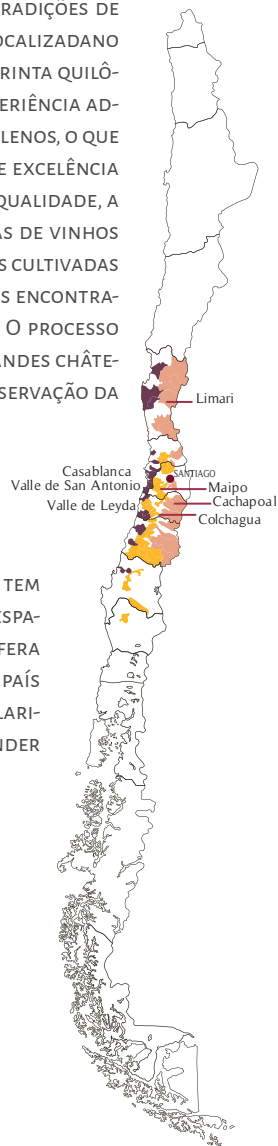 RADIÇÕES DE
OCALIZADANO
RINTA QUILÔ-
ERIÊNCIA AD-
LENOS, O QUE
E EXCELÊNCIA
QUALIDADE, A
AS DE VINHOS
S CULTIVADAS
S ENCONTRA-
O PROCESSO
ANDES CHÂTE-
SERVAÇÃO DA
Limari
Casablanca
SANTIAGO
Valle de San Antonio
Maipo
Valle de Leyda
Cachapoal
Colchagua
TEM
ESPA-
FERA
PAÍS
LARI-
NDER